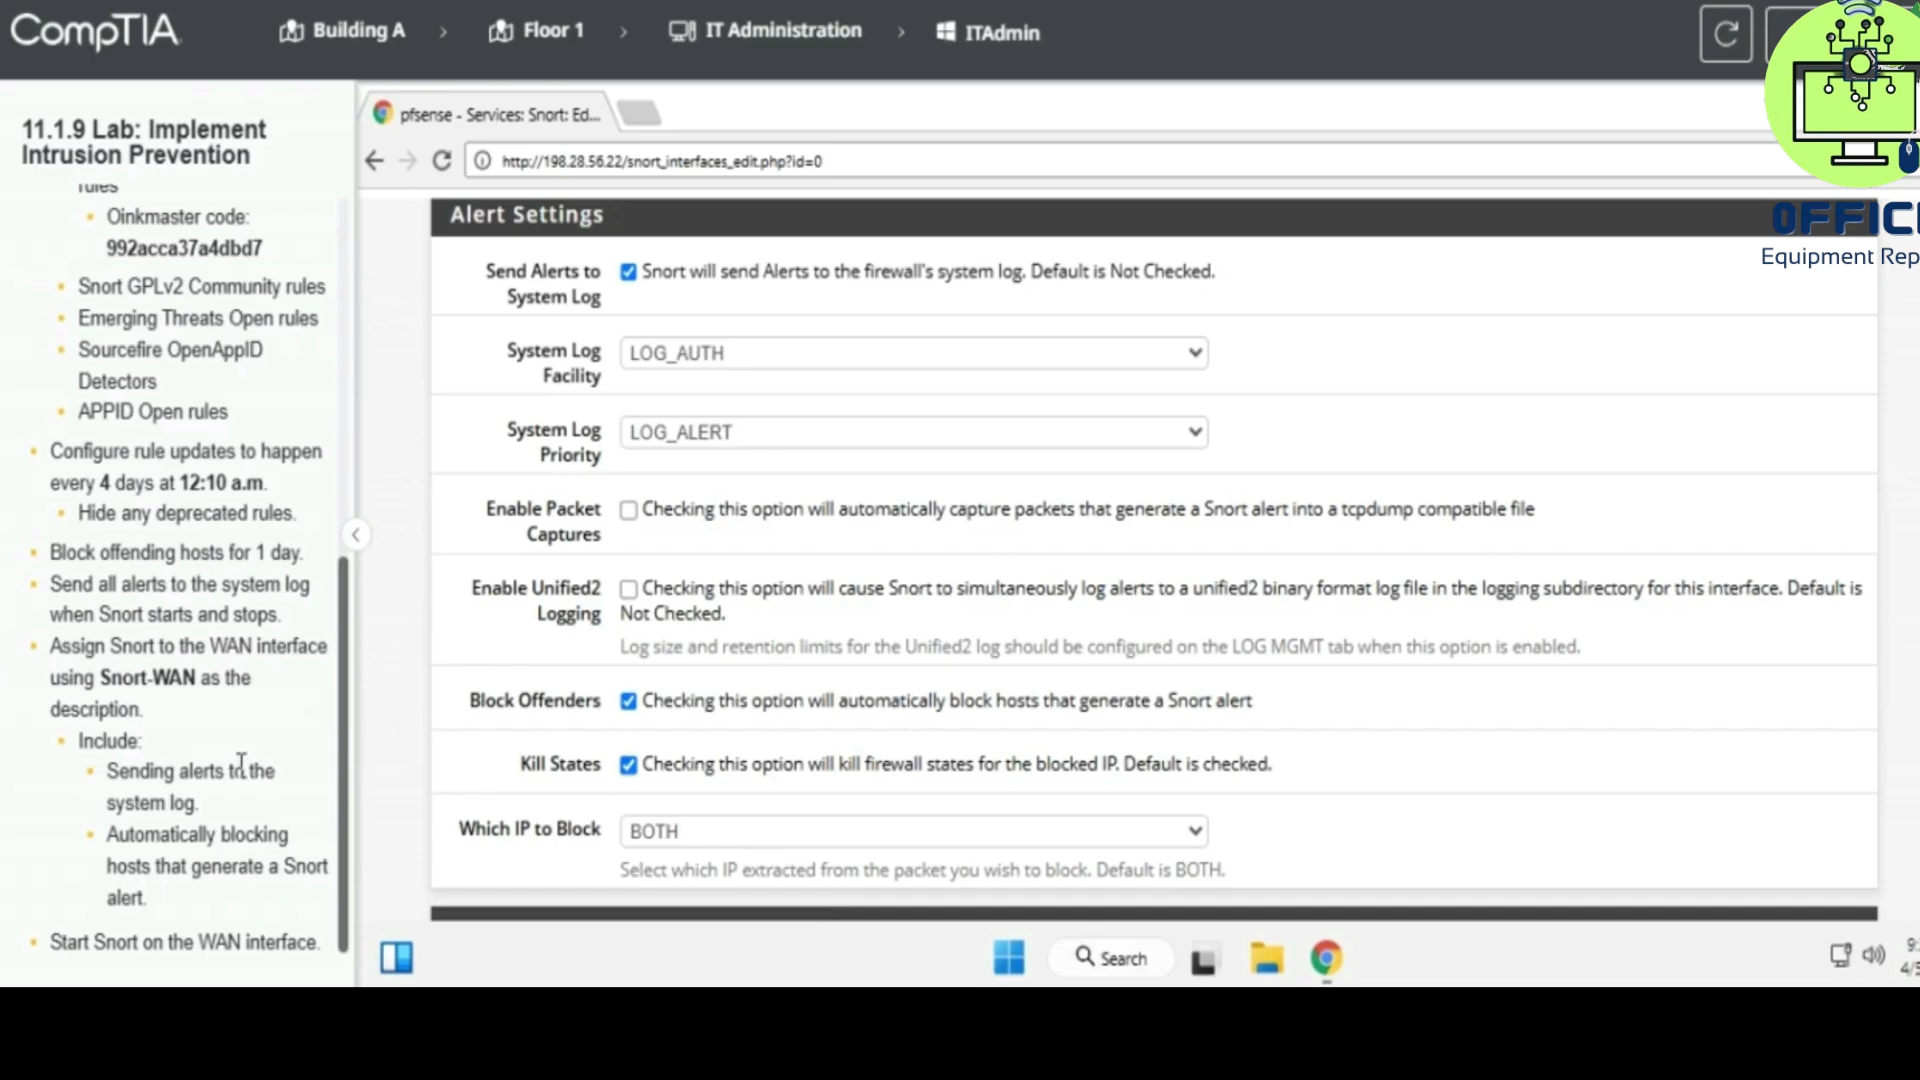 CompTIA.
Building A > Floor 1 > IT Administration > ITAdmin
11.1.9 Lab: Implement
Intrusion Prevention
rules
Oinkmaster code:
992acca37a4dbd7
Snort GPLv2 Community rules
Emerging Threats Open rules
Sourcefire OpenAppID
Detectors
APPID Open rules
Configure rule updates to happen
every 4 days at 12:10 a.m.
Hide any deprecated rules.
Block offending hosts for 1 day.
Send all alerts to the system log
when Snort starts and stops.
Assign Snort to the WAN interface
using Snort-WAN as the
description.
Include:
Sending alerts to the
system log.
Automatically blocking
hosts that generate a Snort
alert.
Start Snort on the WAN interface.
pfsense - Services: Snort: Ed...
http://198.28.56.22/snort_interfaces_edit.php?id=0
OFFIC
Equipment Rep
Alert Settings
Send Alerts to
System Log
Snort will send Alerts to the firewall's system log. Default is Not Checked.
System Log
Facility
LOG_AUTH
System Log
Priority
LOG_ALERT
Enable Packet
Captures
Checking this option will automatically capture packets that generate a Snort alert into a tcpdump compatible file
Enable Unified2
Logging
Checking this option will cause Snort to simultaneously log alerts to a unified2 binary format log file in the logging subdirectory for this interface. Default is
Not Checked.
Log size and retention limits for the Unified2 log should be configured on the LOG MGMT tab when this option is enabled.
Block Offenders
Checking this option will automatically block hosts that generate a Snort alert
Kill States
Checking this option will kill firewall states for the blocked IP. Default is checked.
Which IP to Block
BOTH
Select which IP extracted from the packet you wish to block. Default is BOTH.
Search